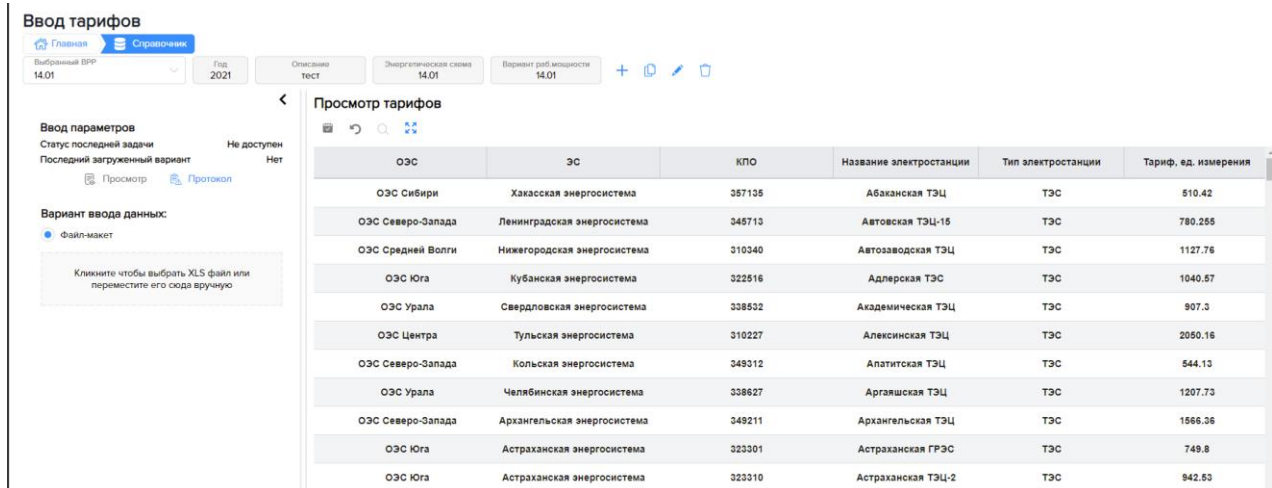 Ввод тарифов
Главная Справочник
Выбранный ВРР Год Описание Энергетическая схема Вариант раб.мощности
14.01 2021 тест 14.01 14.01
Просмотр тарифов
Ввод параметров
Статус последней задачи Не доступен
Последний загруженный вариант Нет
Просмотр Протокол
Вариант ввода данных:
Файл-макет
Кликните чтобы выбрать XLS файл или
переместите его сюда вручную
ОЭС ЭС КПО Название электростанции Тип электростанции Тариф, ед. измерения
ОЭС Сибири Хакасская энергосистема 357135 Абаканская ТЭЦ ТЭС 510.42
ОЭС Северо-Запада Ленинградская энергосистема 345713 Автовская ТЭЦ-15 ТЭС 780.255
ОЭС Средней Волги Нижегородская энергосистема 310340 Автозаводская ТЭЦ ТЭС 1127.76
ОЭС Юга Кубанская энергосистема 322516 Адлерская ТЭС ТЭС 1040.57
ОЭС Урала Свердловская энергосистема 338532 Академическая ТЭЦ ТЭС 907.3
ОЭС Центра Тульская энергосистема 310227 Алексинская ТЭЦ ТЭС 2050.16
ОЭС Северо-Запада Кольская энергосистема 349312 Апатитская ТЭЦ ТЭС 544.13
ОЭС Урала Челябинская энергосистема 338627 Аргаяшская ТЭЦ ТЭС 1207.73
ОЭС Северо-Запада Архангельская энергосистема 349211 Архангельская ТЭЦ ТЭС 1566.36
ОЭС Юга Астраханская энергосистема 323301 Астраханская ГРЭС ТЭС 749.8
ОЭС Юга Астраханская энергосистема 323310 Астраханская ТЭЦ-2 ТЭС 942.53